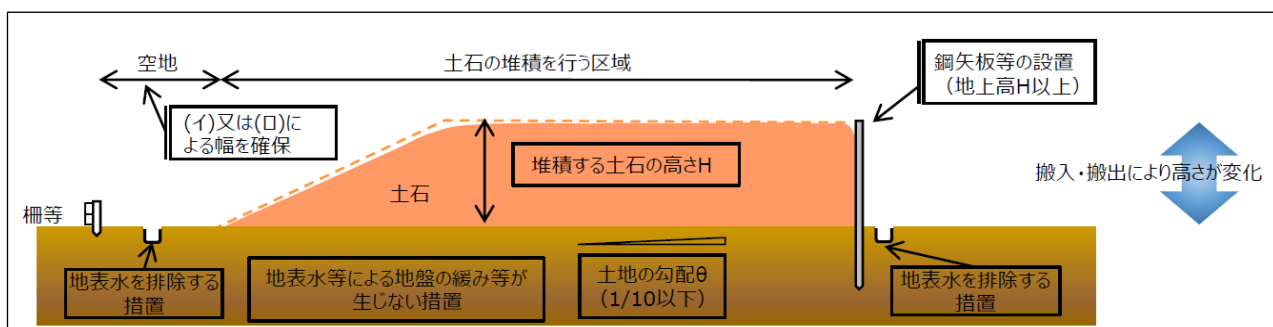 空地
土石の堆積を行う区域
鋼矢板等の設置
（地上高H以上）
(イ)又は(ロ)に
よる幅を確保
堆積する土石の高さH
搬入・搬出により高さが変化
土石
柵等
地表水を排除する
措置
地表水等による地盤の緩み等が
生じない措置
土地の勾配θ
（1/10以下）
地表水を排除する
措置